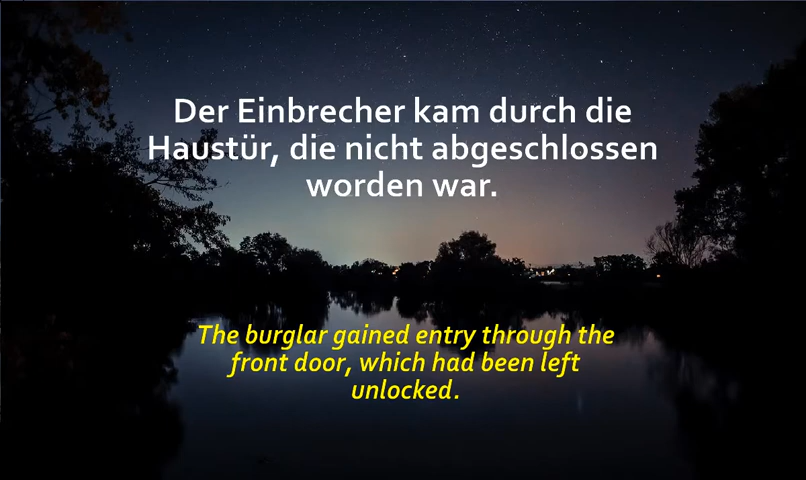 Der Einbrecher kam durch die
Haustür, die nicht abgeschlossen
worden war.
The burglar gained entry through the
front door, which had been left
unlocked.